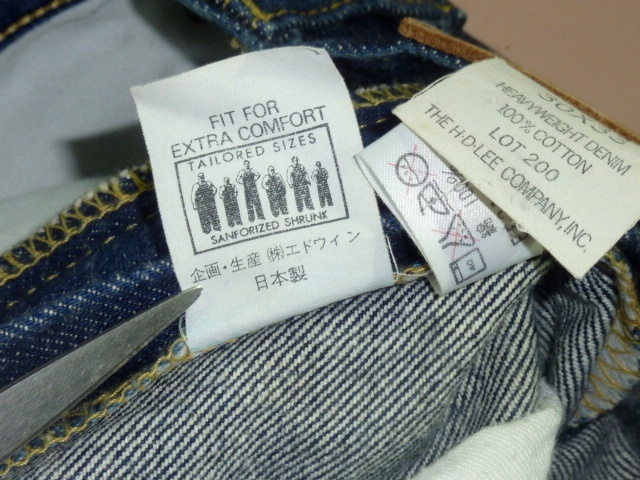 FIT FOR
EXTRA COMFORT
TAILORED SIZES
SANFORIZED SHRUNK
企画・生産 ㈱エドウイン
日本製
30X33
HEAVYWEIGHT DENIM
100% COTTON
LOT 200
THE H·D·LEE COMPANY, INC.